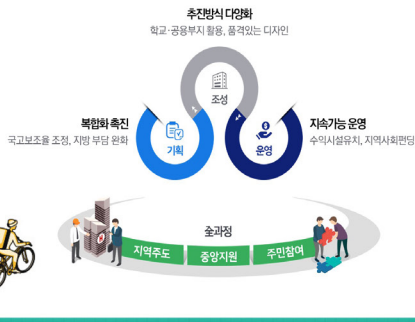 추진방식 다양화
학교·공용부지 활용, 품격있는 디자인
조성
복합화 촉진
국고보조율 조정, 지방 부담 완화
기획
지속가능 운영
수익시설유치, 지역사회펀딩
운영
全과정
지역주도
중앙지원
주민참여